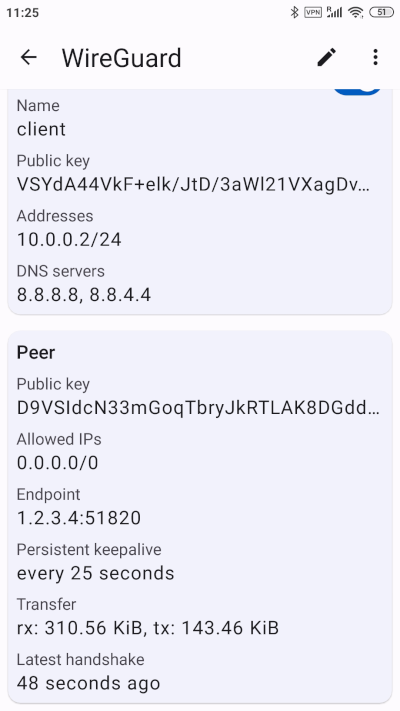 11:25
VPN
R
51
WireGuard
Name
client
Public key
VSYdA44VkF+elk/JtD/3aWl21VXagDv…
Addresses
10.0.0.2/24
DNS servers
8.8.8.8, 8.8.4.4
Peer
Public key
D9VSIdcN33mGoqTbryJkRTLAK8DGdd…
Allowed IPs
0.0.0.0/0
Endpoint
1.2.3.4:51820
Persistent keepalive
every 25 seconds
Transfer
rx: 310.56 KiB, tx: 143.46 KiB
Latest handshake
48 seconds ago